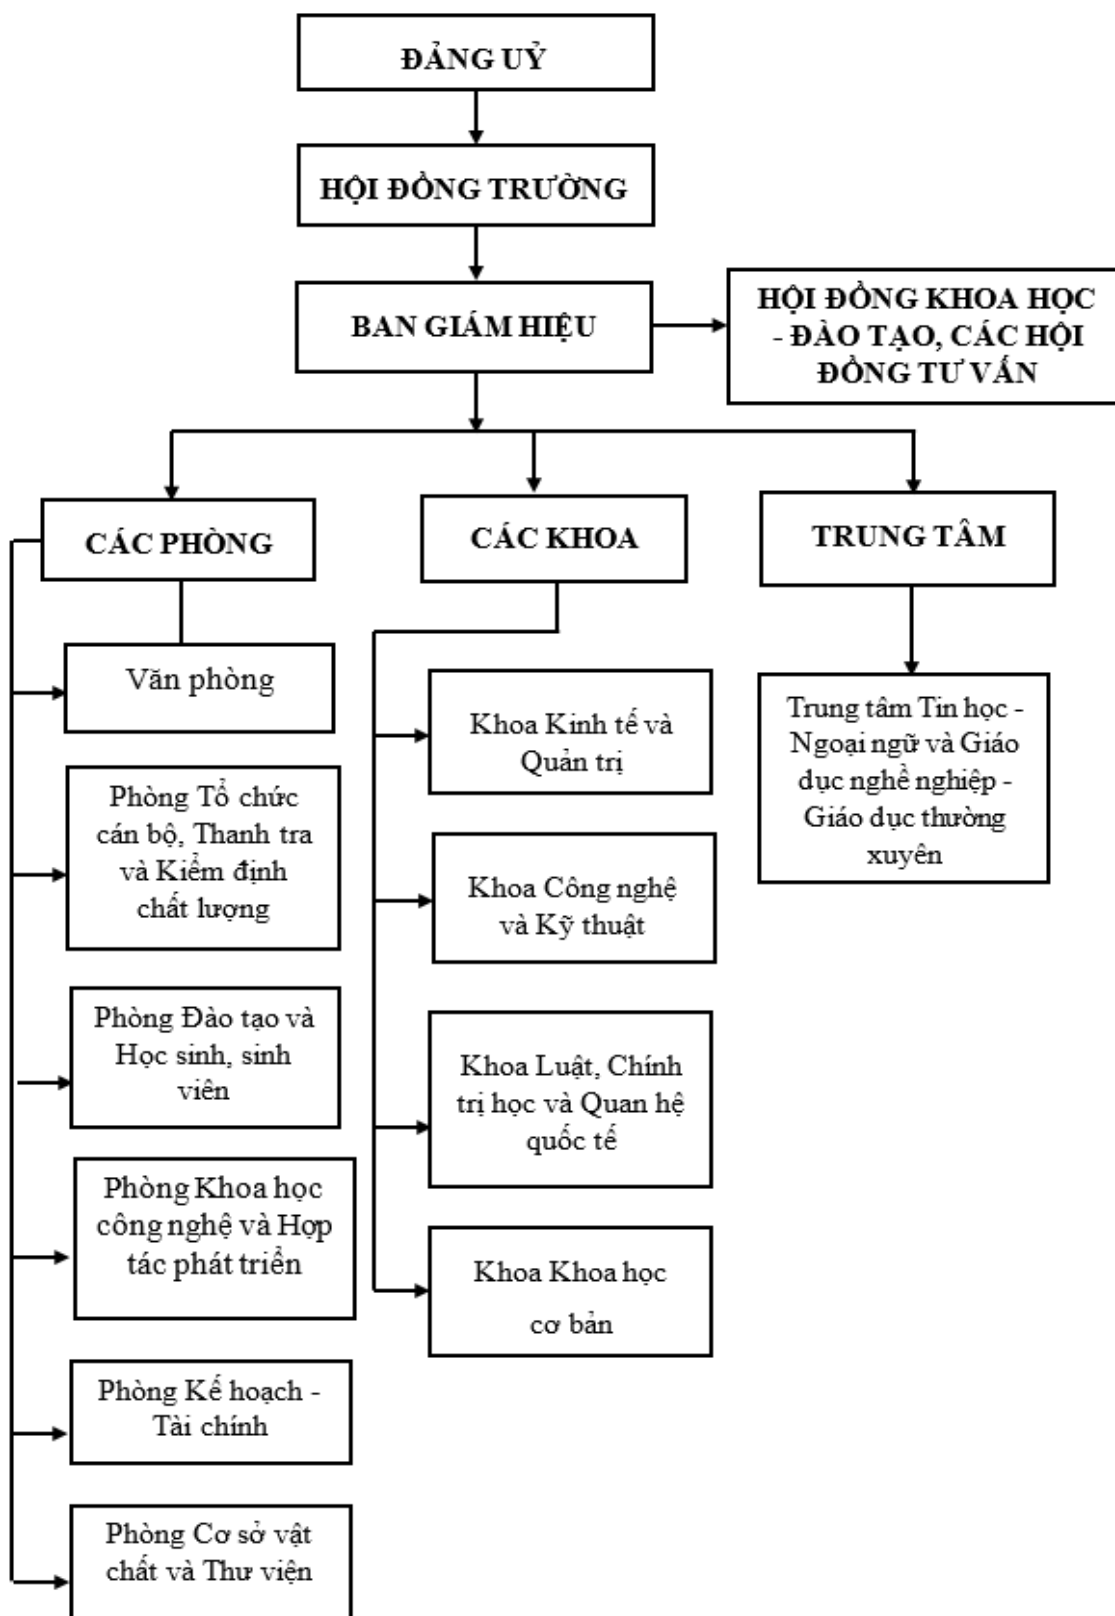 ĐẢNG UỶ
HỘI ĐỒNG TRƯỜNG
BAN GIÁM HIỆU
HỘI ĐỒNG KHOA HỌC
- ĐÀO TẠO, CÁC HỘI
ĐỒNG TƯ VẤN
CÁC PHÒNG
Văn phòng
Phòng Tổ chức
cán bộ, Thanh tra
và Kiểm định
chất lượng
Phòng Đào tạo và
Học sinh, sinh
viên
Phòng Khoa học
công nghệ và Hợp
tác phát triển
Phòng Kế hoạch -
Tài chính
Phòng Cơ sở vật
chất và Thư viện
CÁC KHOA
Khoa Kinh tế và
Quản trị
Khoa Công nghệ
và Kỹ thuật
Khoa Luật, Chính
trị học và Quan hệ
quốc tế
Khoa Khoa học
cơ bản
TRUNG TÂM
Trung tâm Tin học -
Ngoại ngữ và Giáo
dục nghề nghiệp -
Giáo dục thường
xuyên